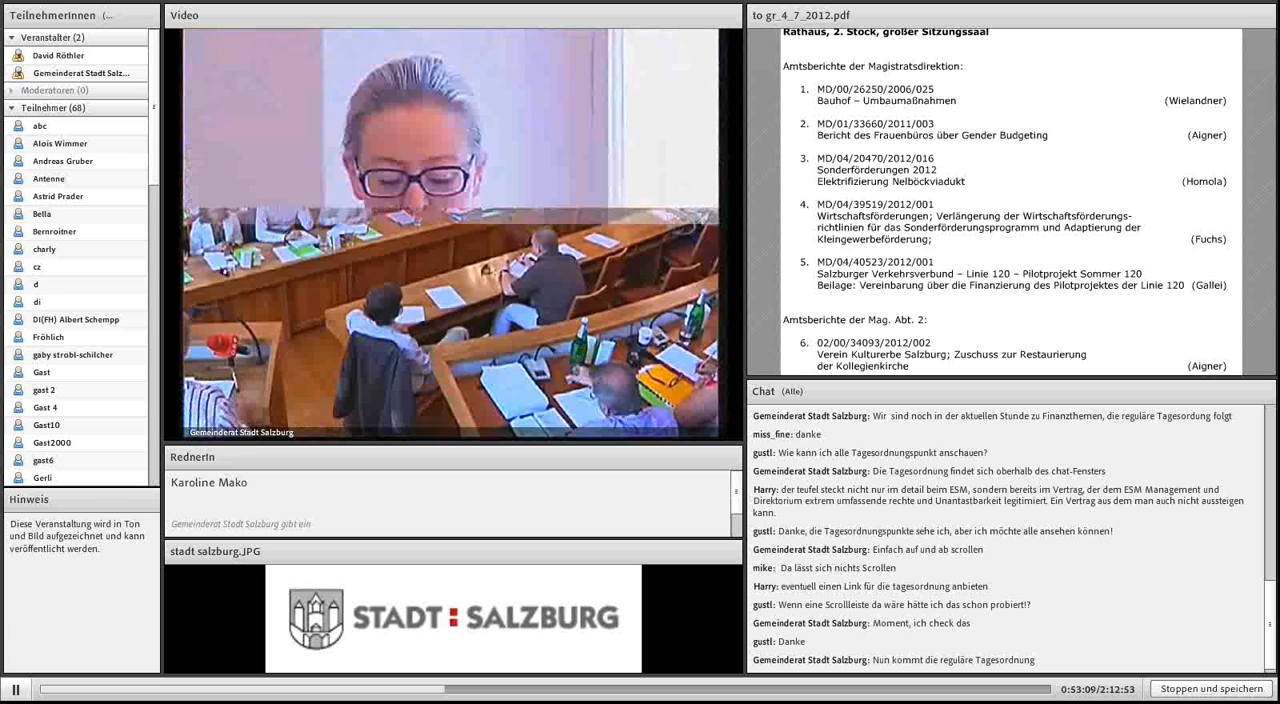 TeilnehmerInnen (...
Veranstalter (2)
David Röthler
Gemeinderat Stadt Salz...
Moderatoren (0)
Teilnehmer (68)
abc
Alois Wimmer
Andreas Gruber
Antenne
Astrid Prader
Bella
Bernroitner
charly
cz
d
di
DI(FH) Albert Schempp
Fröhlich
gaby strobl-schilcher
Gast
gast 2
Gast 4
Gast10
Gast2000
gast6
Gerli
Hinweis
Diese Veranstaltung wird in Ton
und Bild aufgezeichnet und kann
veröffentlicht werden.
Video
Gemeinderat Stadt Salzburg
RednerIn
Karoline Mako
Gemeinderat Stadt Salzburg gibt ein
stadt salzburg.JPG
STADT : SALZBURG
to gr_4_7_2012.pdf
Rathaus, 2. Stock, großer Sitzungssaal
Amtsberichte der Magistratsdirektion:
1. MD/00/26250/2006/025
Bauhof – Umbaumaßnahmen (Wielandner)
2. MD/01/33660/2011/003
Bericht des Frauenbüros über Gender Budgeting (Aigner)
3. MD/04/20470/2012/016
Sonderförderungen 2012
Elektrifizierung Nelböckviadukt (Homola)
4. MD/04/39519/2012/001
Wirtschaftsförderungen; Verlängerung der Wirtschaftsförderungs-
richtlinien für das Sonderförderungsprogramm und Adaptierung der
Kleingewerbeförderung; (Fuchs)
5. MD/04/40523/2012/001
Salzburger Verkehrsverbund – Linie 120 – Pilotprojekt Sommer 120
Beilage: Vereinbarung über die Finanzierung des Pilotprojektes der Linie 120 (Gallei)
Amtsberichte der Mag. Abt. 2:
6. 02/00/34093/2012/002
Verein Kulturerbe Salzburg; Zuschuss zur Restaurierung
der Kollegienkirche (Aigner)
Chat (Alle)
Gemeinderat Stadt Salzburg: Wir sind noch in der aktuellen Stunde zu Finanzthemen, die reguläre Tagesordung folgt
miss_fine: danke
gustl: Wie kann ich alle Tagesordnungspunkt anschauen?
Gemeinderat Stadt Salzburg: Die Tagesordnung findet sich oberhalb des chat-Fensters
Harry: der teufel steckt nicht nur im detail beim ESM, sondern bereits im Vertrag, der dem ESM Management und
Direktorium extrem umfassende rechte und Unantastbarkeit legitimiert. Ein Vertrag aus dem man auch nicht aussteigen
kann.
gustl: Danke, die Tagesordnungspunkte sehe ich, aber ich möchte alle ansehen können!
Gemeinderat Stadt Salzburg: Einfach auf und ab scrollen
mike: Da lässt sich nichts Scrollen
Harry: eventuell einen Link für die tagesordnung anbieten
gustl: Wenn eine Scrollleiste da wäre hätte ich das schon probiert!?
Gemeinderat Stadt Salzburg: Moment, ich check das
gustl: Danke
Gemeinderat Stadt Salzburg: Nun kommt die reguläre Tagesordnung
0:53:09/2:12:53
Stoppen und speichern